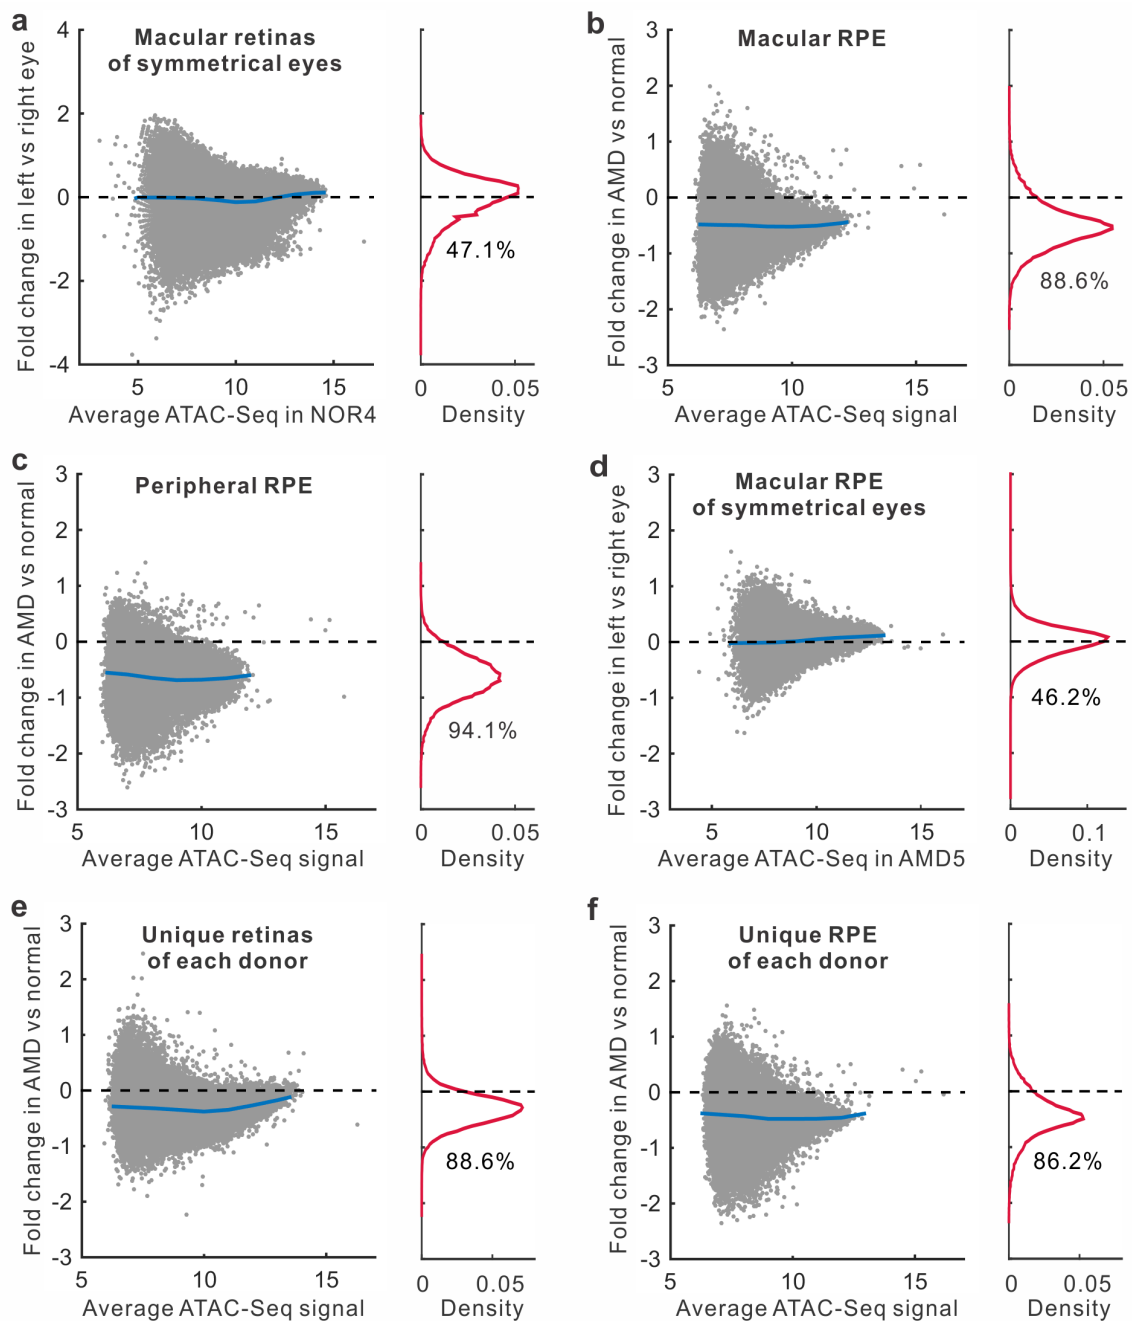 a
Macular retinas
of symmetrical eyes
Fold change in left vs right eye
4
2
0
-2
-4
5
10
15
Average ATAC-Seq in NOR4
47.1%
0
0.05
Density
b
Macular RPE
Fold change in AMD vs normal
3
2
1
0
-1
-2
-3
5
10
15
Average ATAC-Seq signal
88.6%
0
0.05
Density
c
Peripheral RPE
Fold change in AMD vs normal
3
2
1
0
-1
-2
-3
5
10
15
Average ATAC-Seq signal
94.1%
0
0.05
Density
d
Macular RPE
of symmetrical eyes
Fold change in left vs right eye
3
2
1
0
-1
-2
-3
5
10
15
Average ATAC-Seq in AMD5
46.2%
0
0.1
Density
e
Unique retinas
of each donor
Fold change in AMD vs normal
3
2
1
0
-1
-2
-3
5
10
15
Average ATAC-Seq signal
88.6%
0
0.05
Density
f
Unique RPE
of each donor
Fold change in AMD vs normal
3
2
1
0
-1
-2
-3
5
10
15
Average ATAC-Seq signal
86.2%
0
0.05
Density